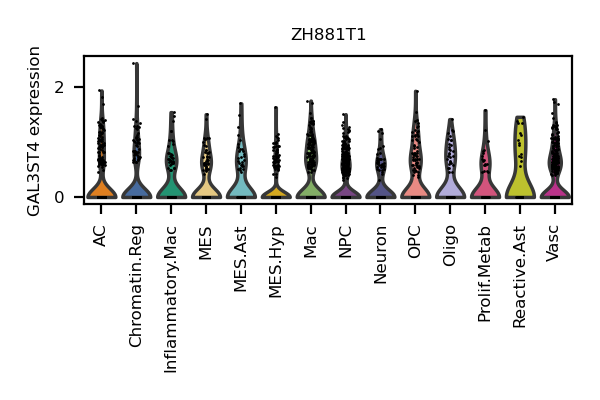 ZH881T1
GAL3ST4 expression
2
0
AC
Chromatin.Reg
Inflammatory.Mac
MES
MES.Ast
MES.Hyp
Mac
NPC
Neuron
OPC
Oligo
Prolif.Metab
Reactive.Ast
Vasc